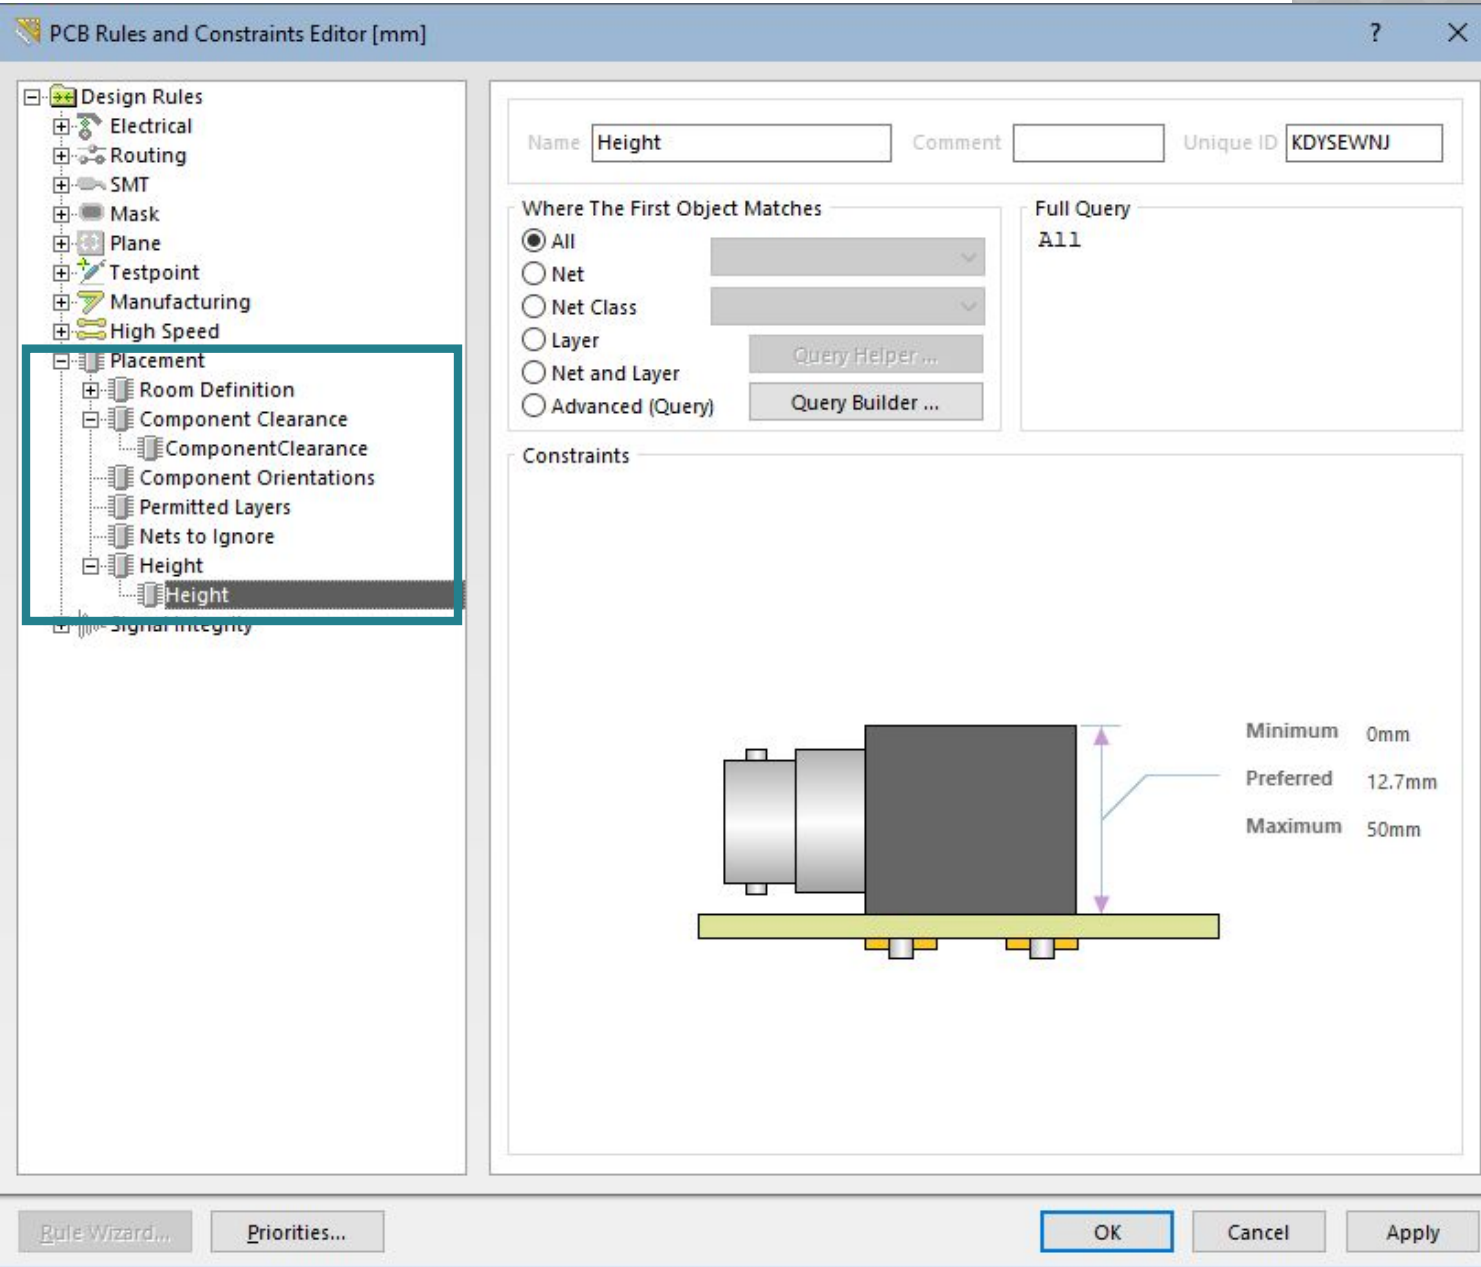 PCB Rules and Constraints Editor [mm]
?
Design Rules
Electrical
Routing
SMT
Mask
Plane
Testpoint
Manufacturing
High Speed
Placement
Room Definition
Component Clearance
ComponentClearance
Component Orientations
Permitted Layers
Nets to Ignore
Height
Height
Signal Integrity
Name Height Comment Unique ID KDYSEWNJ
Where The First Object Matches
All
Net
Net Class
Layer
Net and Layer
Advanced (Query)
Query Helper ...
Query Builder ...
Full Query
All
Constraints
Minimum 0mm
Preferred 12.7mm
Maximum 50mm
Rule Wizard...
Priorities...
OK
Cancel
Apply